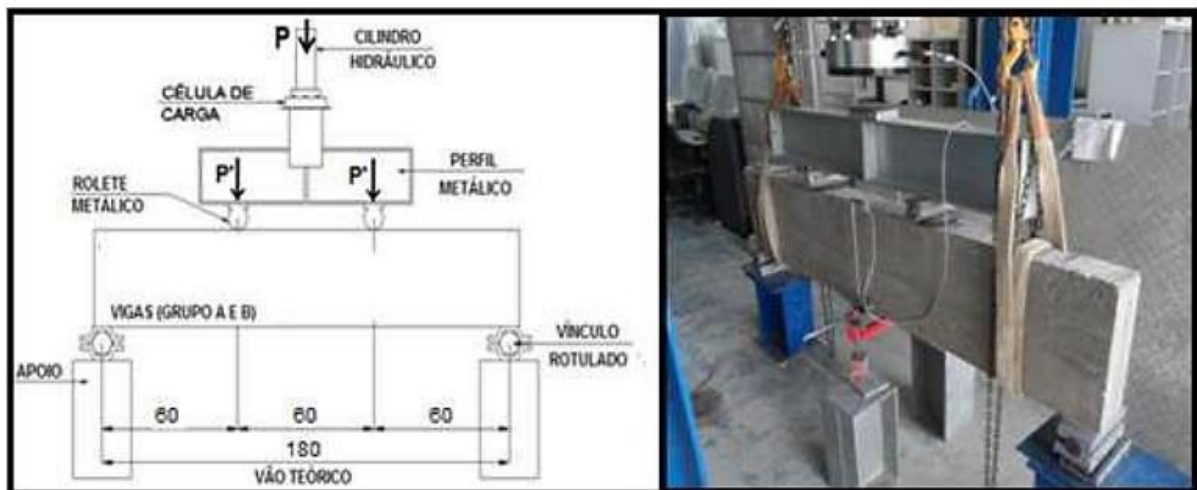 P
CILINDRO
HIDRÁULICO
CÉLULA DE
CARGA
P'
P'
PERFIL
METÁLICO
ROLETE
METÁLICO
VIGAS (GRUPO A E B)
VÍNCULO
ROTULADO
APOIO
60
60
60
180
VÃO TEÒRICO